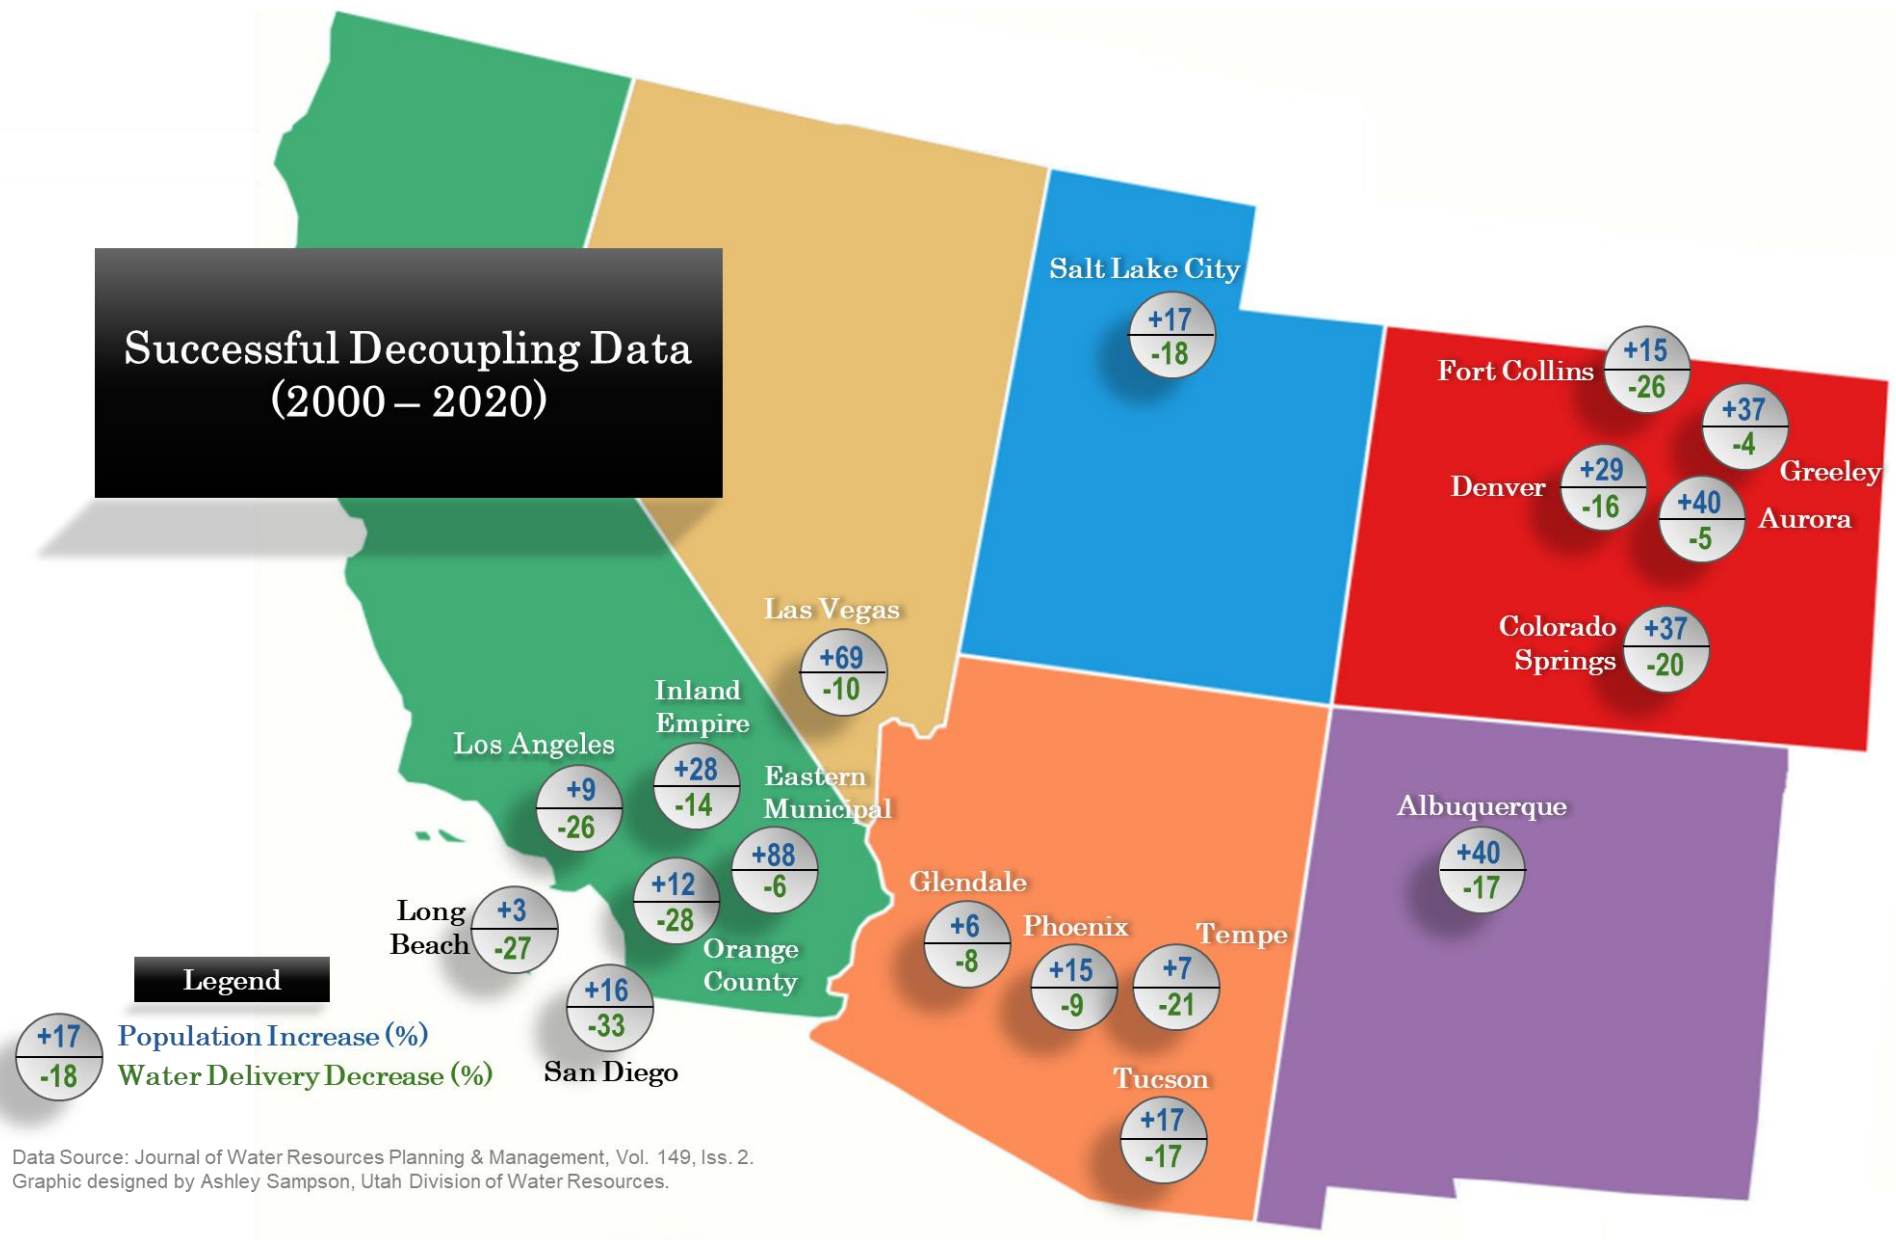 Successful Decoupling Data
(2000 – 2020)
Salt Lake City
+17
-18
Fort Collins
+15
-26
+37
-4
Greeley
Denver
+29
-16
+40
-5
Aurora
Colorado
Springs
+37
-20
Las Vegas
+69
-10
Inland
Empire
+28
-14
Los Angeles
+9
-26
Eastern
Municipal
+88
-6
+12
-28
Orange
County
Long
Beach
+3
-27
+16
-33
San Diego
Glendale
+6
-8
Phoenix
+15
-9
Tempe
+7
-21
Tucson
+17
-17
Albuquerque
+40
-17
Legend
+17
-18
Population Increase (%)
Water Delivery Decrease (%)
Data Source: Journal of Water Resources Planning & Management, Vol. 149, Iss. 2.
Graphic designed by Ashley Sampson, Utah Division of Water Resources.